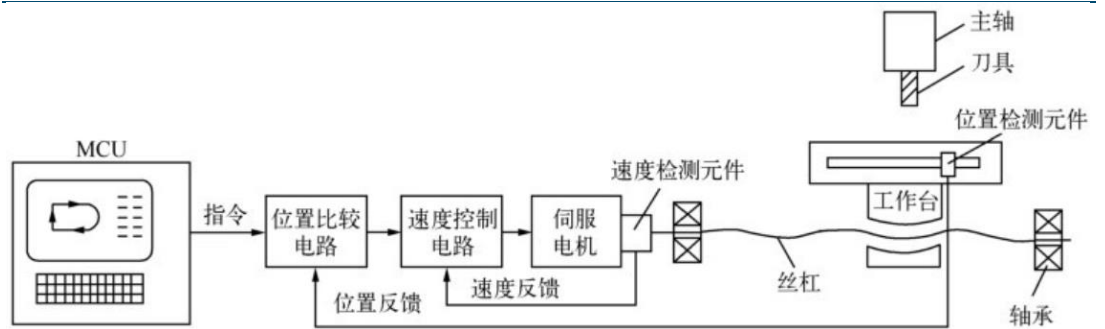 主轴
刀具
位置检测元件
MCU
速度检测元件
工作台
指令
位置比较
电路
速度控制
电路
伺服
电机
丝杠
速度反馈
位置反馈
轴承